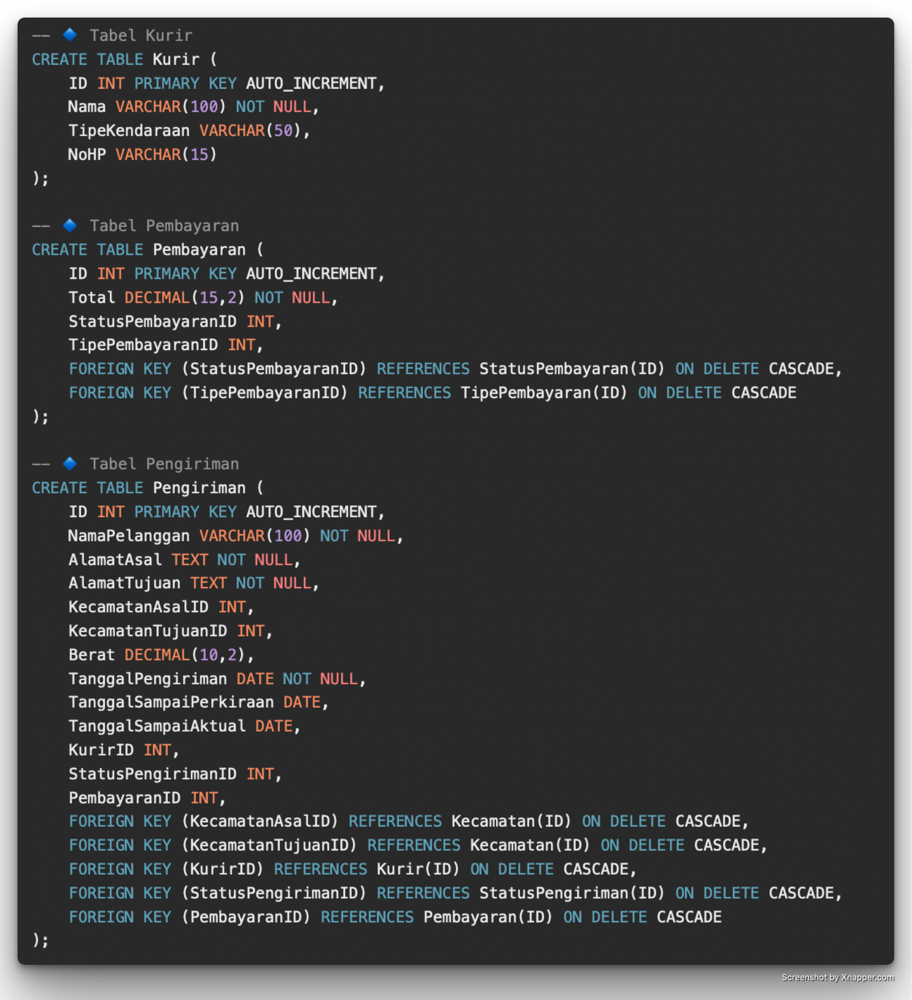 -- 🔷 Tabel Kurir
CREATE TABLE Kurir (
    ID INT PRIMARY KEY AUTO_INCREMENT,
    Nama VARCHAR(100) NOT NULL,
    TipeKendaraan VARCHAR(50),
    NoHP VARCHAR(15)
);

-- 🔷 Tabel Pembayaran
CREATE TABLE Pembayaran (
    ID INT PRIMARY KEY AUTO_INCREMENT,
    Total DECIMAL(15,2) NOT NULL,
    StatusPembayaranID INT,
    TipePembayaranID INT,
    FOREIGN KEY (StatusPembayaranID) REFERENCES StatusPembayaran(ID) ON DELETE CASCADE,
    FOREIGN KEY (TipePembayaranID) REFERENCES TipePembayaran(ID) ON DELETE CASCADE
);

-- 🔷 Tabel Pengiriman
CREATE TABLE Pengiriman (
    ID INT PRIMARY KEY AUTO_INCREMENT,
    NamaPelanggan VARCHAR(100) NOT NULL,
    AlamatAsal TEXT NOT NULL,
    AlamatTujuan TEXT NOT NULL,
    KecamatanAsalID INT,
    KecamatanTujuanID INT,
    Berat DECIMAL(10,2),
    TanggalPengiriman DATE NOT NULL,
    TanggalSampaiPerkiraan DATE,
    TanggalSampaiAktual DATE,
    KurirID INT,
    StatusPengirimanID INT,
    PembayaranID INT,
    FOREIGN KEY (KecamatanAsalID) REFERENCES Kecamatan(ID) ON DELETE CASCADE,
    FOREIGN KEY (KecamatanTujuanID) REFERENCES Kecamatan(ID) ON DELETE CASCADE,
    FOREIGN KEY (KurirID) REFERENCES Kurir(ID) ON DELETE CASCADE,
    FOREIGN KEY (StatusPengirimanID) REFERENCES StatusPengiriman(ID) ON DELETE CASCADE,
    FOREIGN KEY (PembayaranID) REFERENCES Pembayaran(ID) ON DELETE CASCADE
);
Screenshot by Xnapper.com